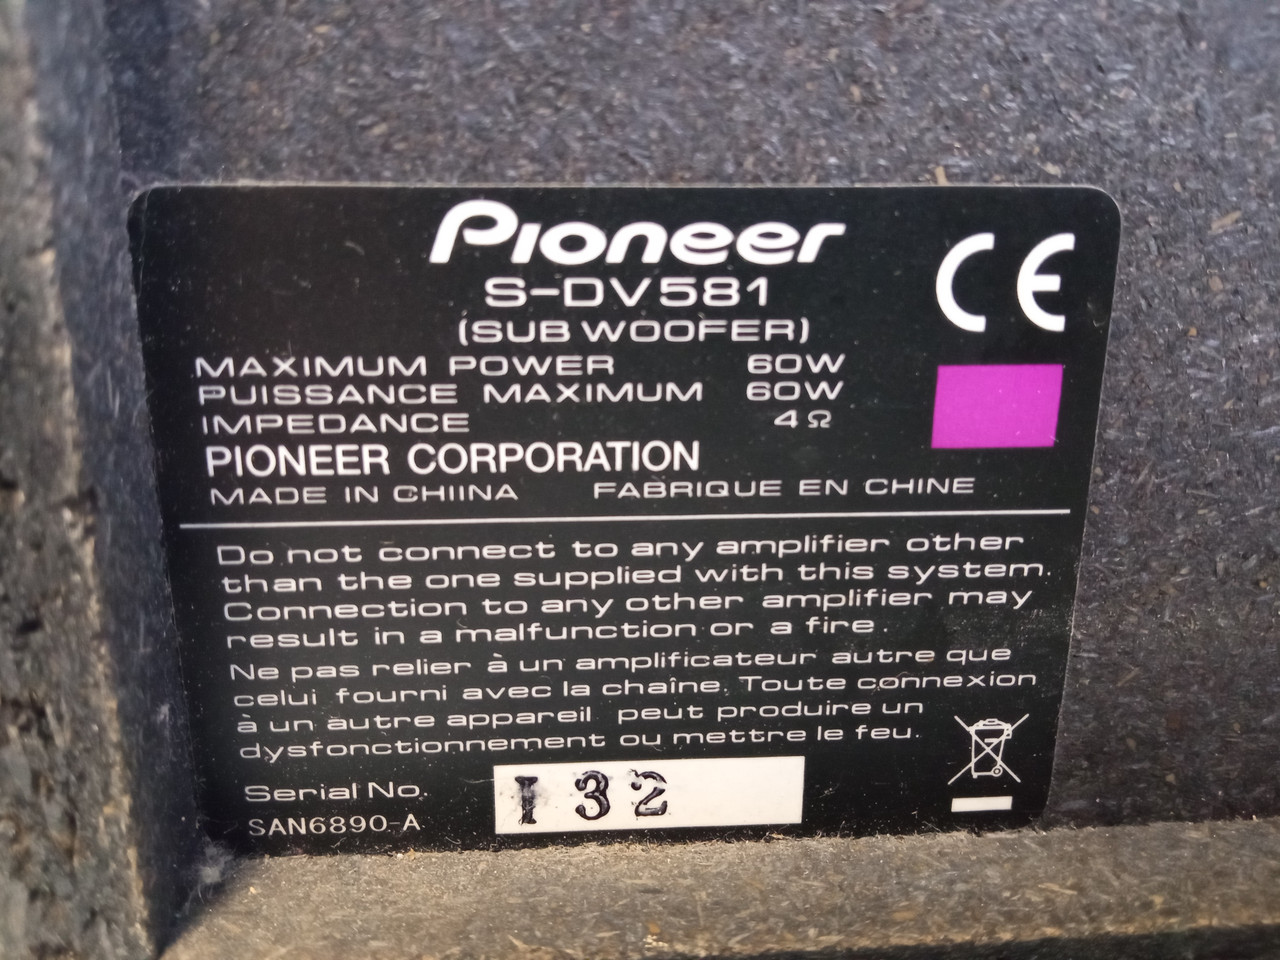 Pioneer
S-DV581
(SUB WOOFER)
CE
MAXIMUM POWER 60W
PUISSANCE MAXIMUM 60W
IMPEDANCE 4Ω
PIONEER CORPORATION
MADE IN CHIINA FABRIQUE EN CHINE
Do not connect to any amplifier other
than the one supplied with this system.
Connection to any other amplifier may
result in a malfunction or a fire.
Ne pas relier à un amplificateur autre que
celui fourni avec la chaîne. Toute connexion
à un autre appareil peut produire un
dysfonctionnement ou mettre le feu.
Serial No. I 32
SAN6890-A